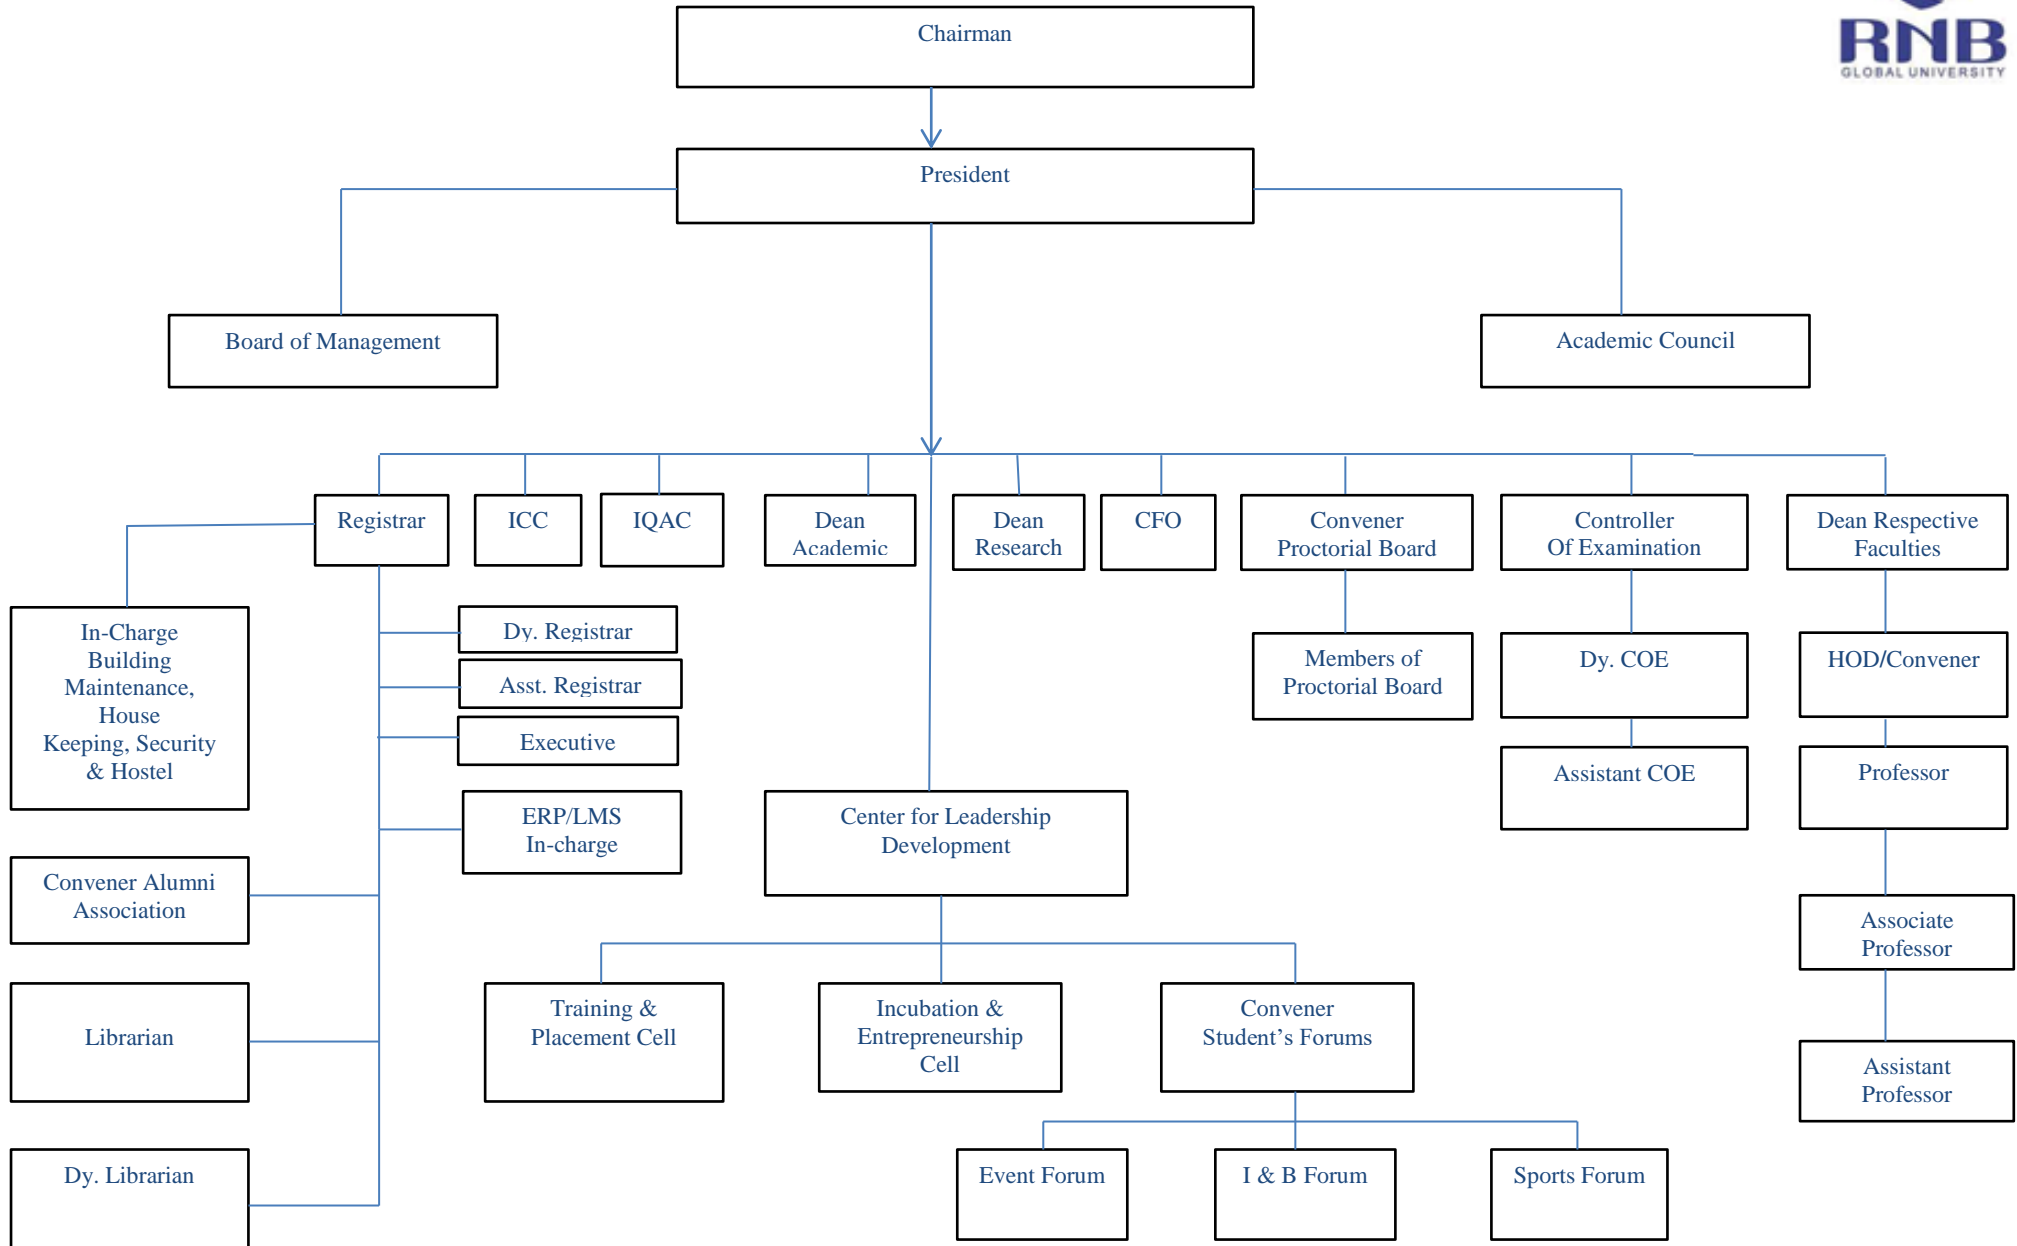 RNB
GLOBAL UNIVERSITY
Chairman
President
Board of Management
Academic Council
Registrar
ICC
IQAC
Dean
Academic
Dean
Research
CFO
Convener
Proctorial Board
Controller
Of Examination
Dean Respective
Faculties
In-Charge
Building
Maintenance,
House
Keeping, Security
& Hostel
Dy. Registrar
Asst. Registrar
Executive
ERP/LMS
In-charge
Members of
Proctorial Board
Dy. COE
HOD/Convener
Assistant COE
Professor
Center for Leadership
Development
Convener Alumni
Association
Associate
Professor
Librarian
Training &
Placement Cell
Incubation &
Entrepreneurship
Cell
Convener
Student’s Forums
Assistant
Professor
Dy. Librarian
Event Forum
I & B Forum
Sports Forum